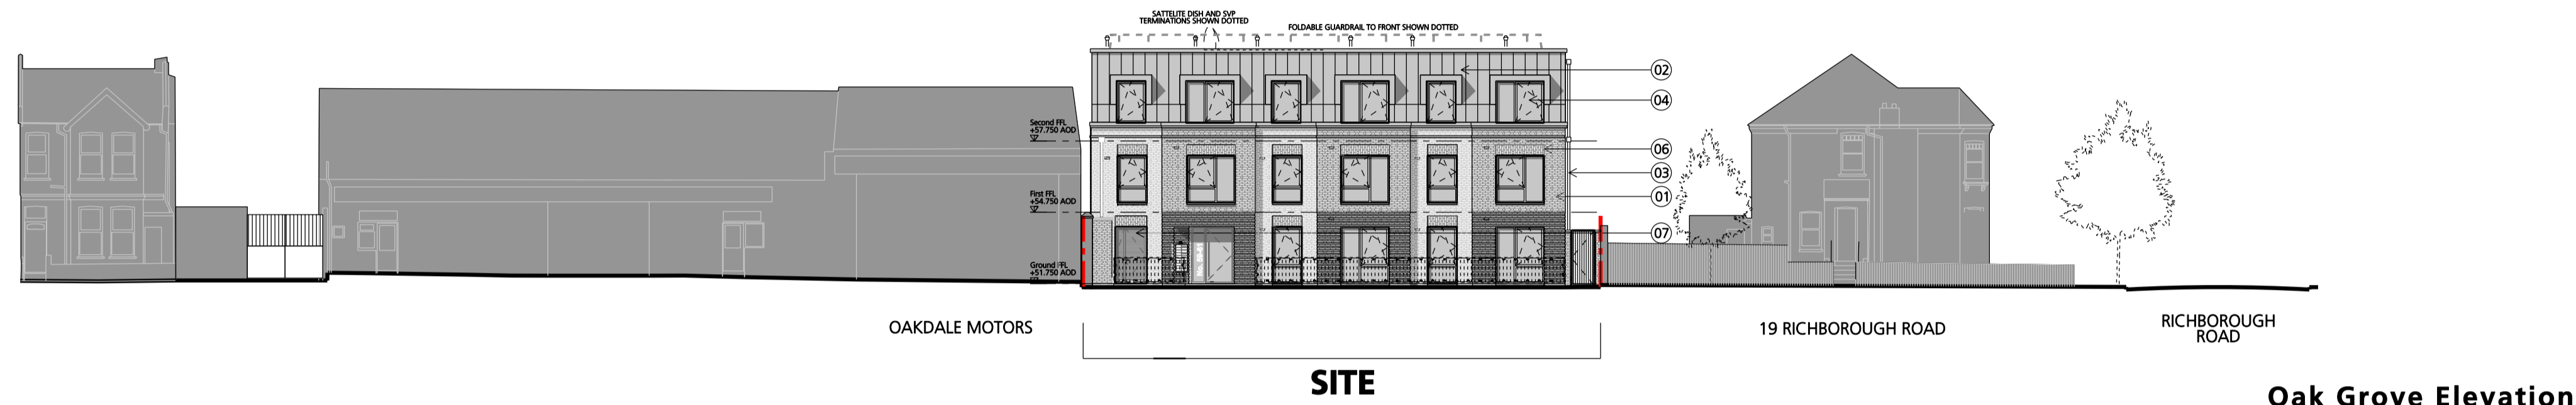 SATTELITE DISH AND SVP
TERMINATIONS SHOWN DOTTED
FOLDABLE GUARDRAIL TO FRONT SHOWN DOTTED
02
04
Second FFL
+57.750 AOD
06
03
First FFL
+54.750 AOD
01
07
Ground FFL
+51.750 AOD
OAKDALE MOTORS
19 RICHBOROUGH ROAD
RICHBOROUGH
ROAD
SITE
Oak Grove Elevation